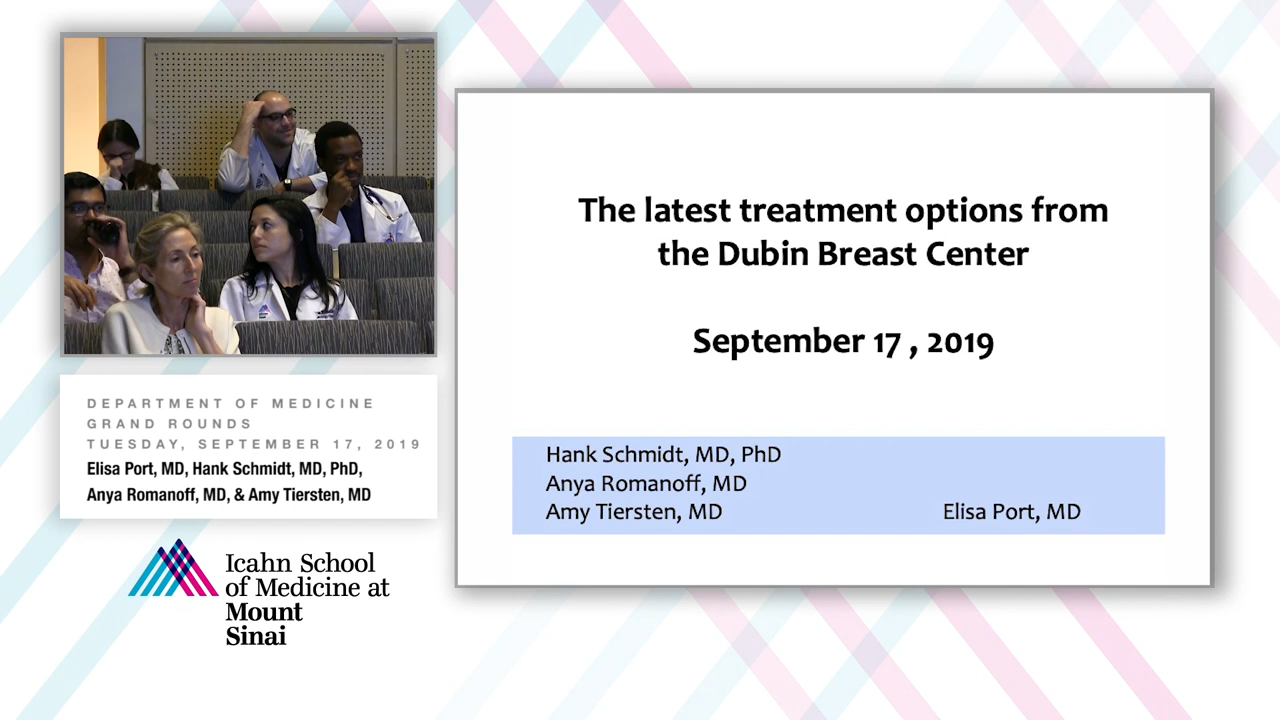 The latest treatment options from
the Dubin Breast Center
September 17 , 2019
Hank Schmidt, MD, PhD
Anya Romanoff, MD
Amy Tiersten, MD
Elisa Port, MD
DEPARTMENT OF MEDICINE
GRAND ROUNDS
TUESDAY, SEPTEMBER 17, 2019
Elisa Port, MD, Hank Schmidt, MD, PhD,
Anya Romanoff, MD, & Amy Tiersten, MD
Icahn School
of Medicine at
Mount
Sinai